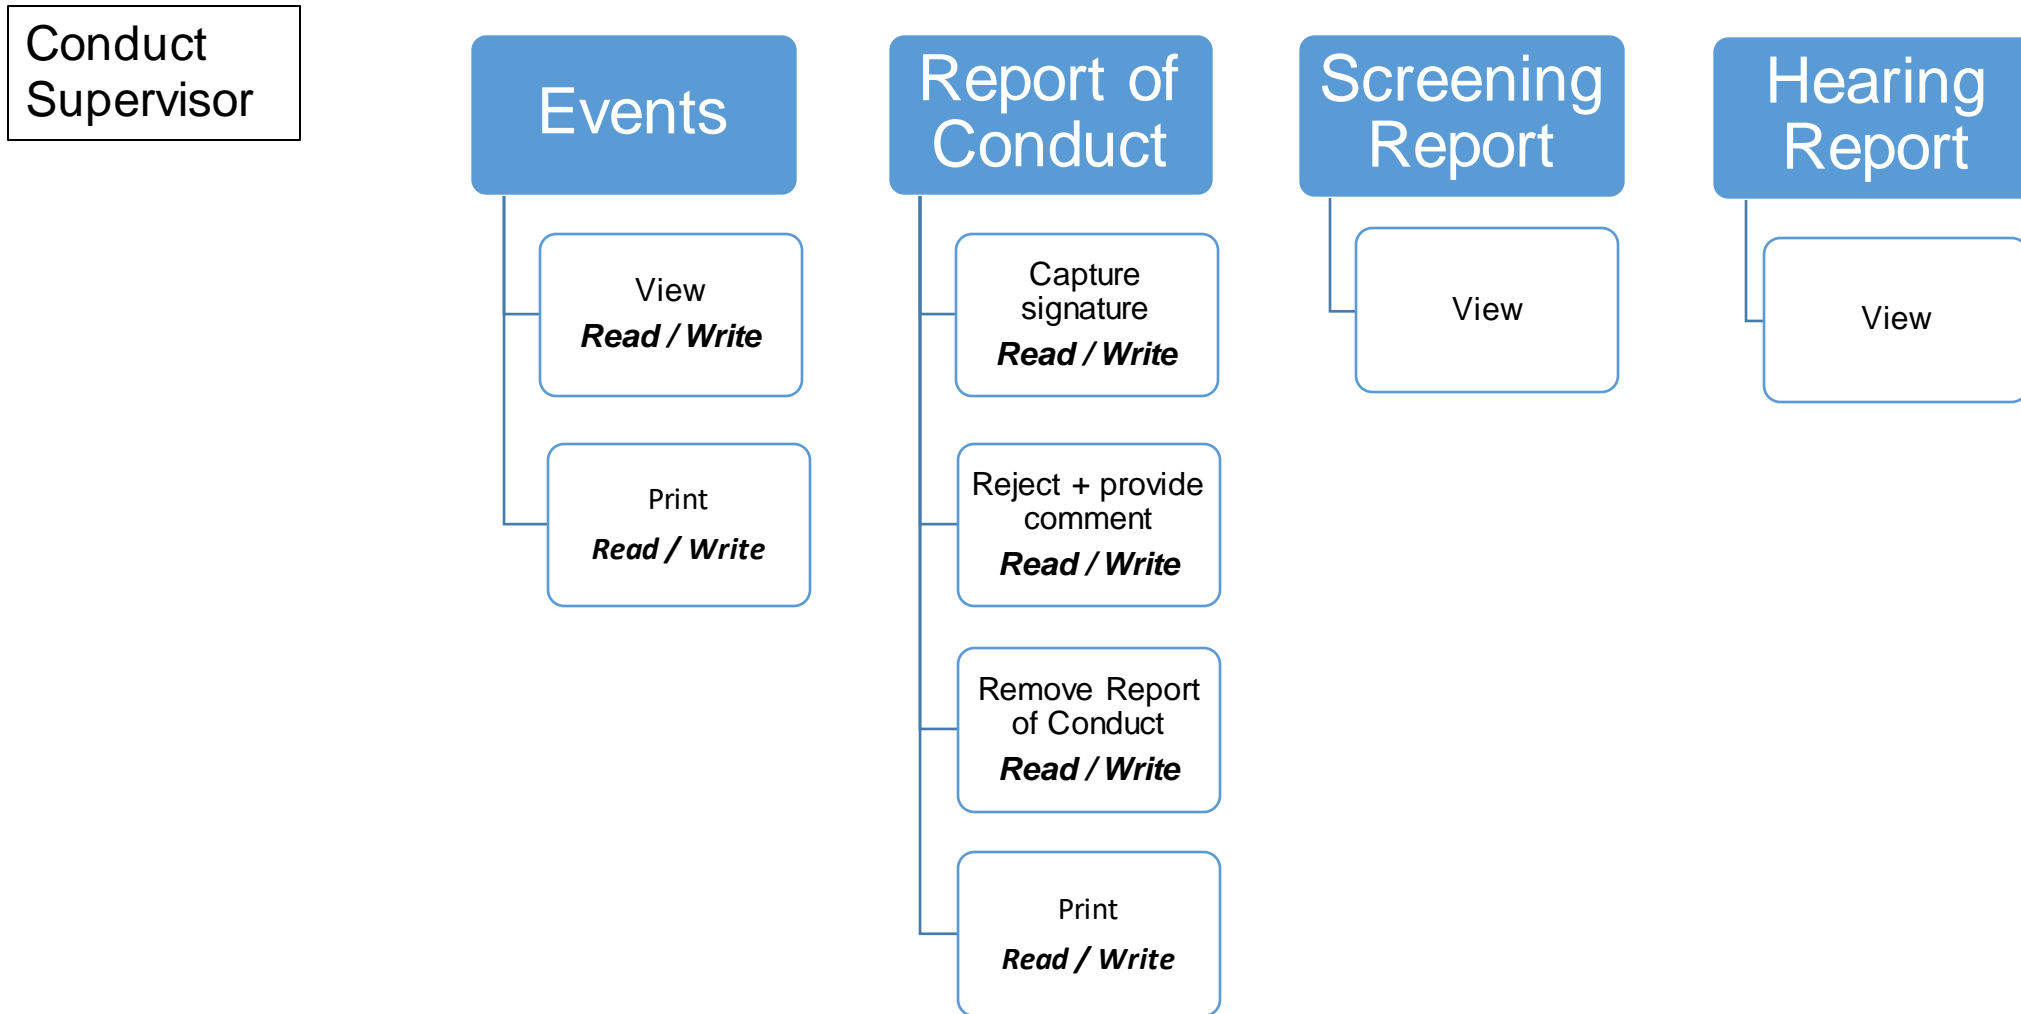 Conduct
Supervisor
Events
View
Read / Write
Print
Read / Write
Report of
Conduct
Capture
signature
Read / Write
Reject + provide
comment
Read / Write
Remove Report
of Conduct
Read / Write
Print
Read / Write
Screening
Report
View
Hearing
Report
View